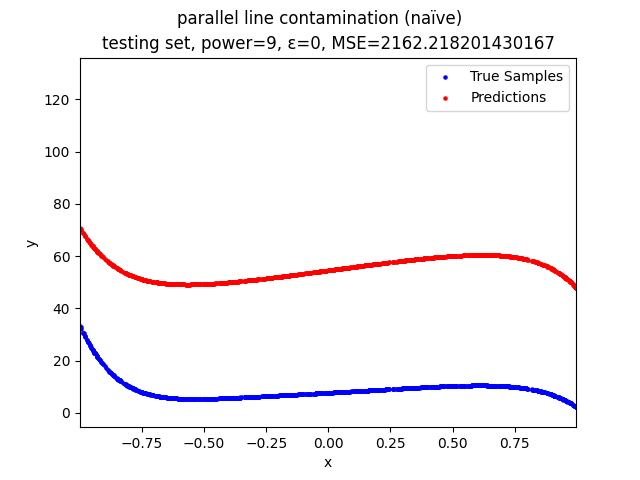 parallel line contamination (naïve)
testing set, power=9, ε=0, MSE=2162.218201430167
True Samples
Predictions
120
100
80
60
40
20
0
y
−0.75
−0.50
−0.25
0.00
0.25
0.50
0.75
x